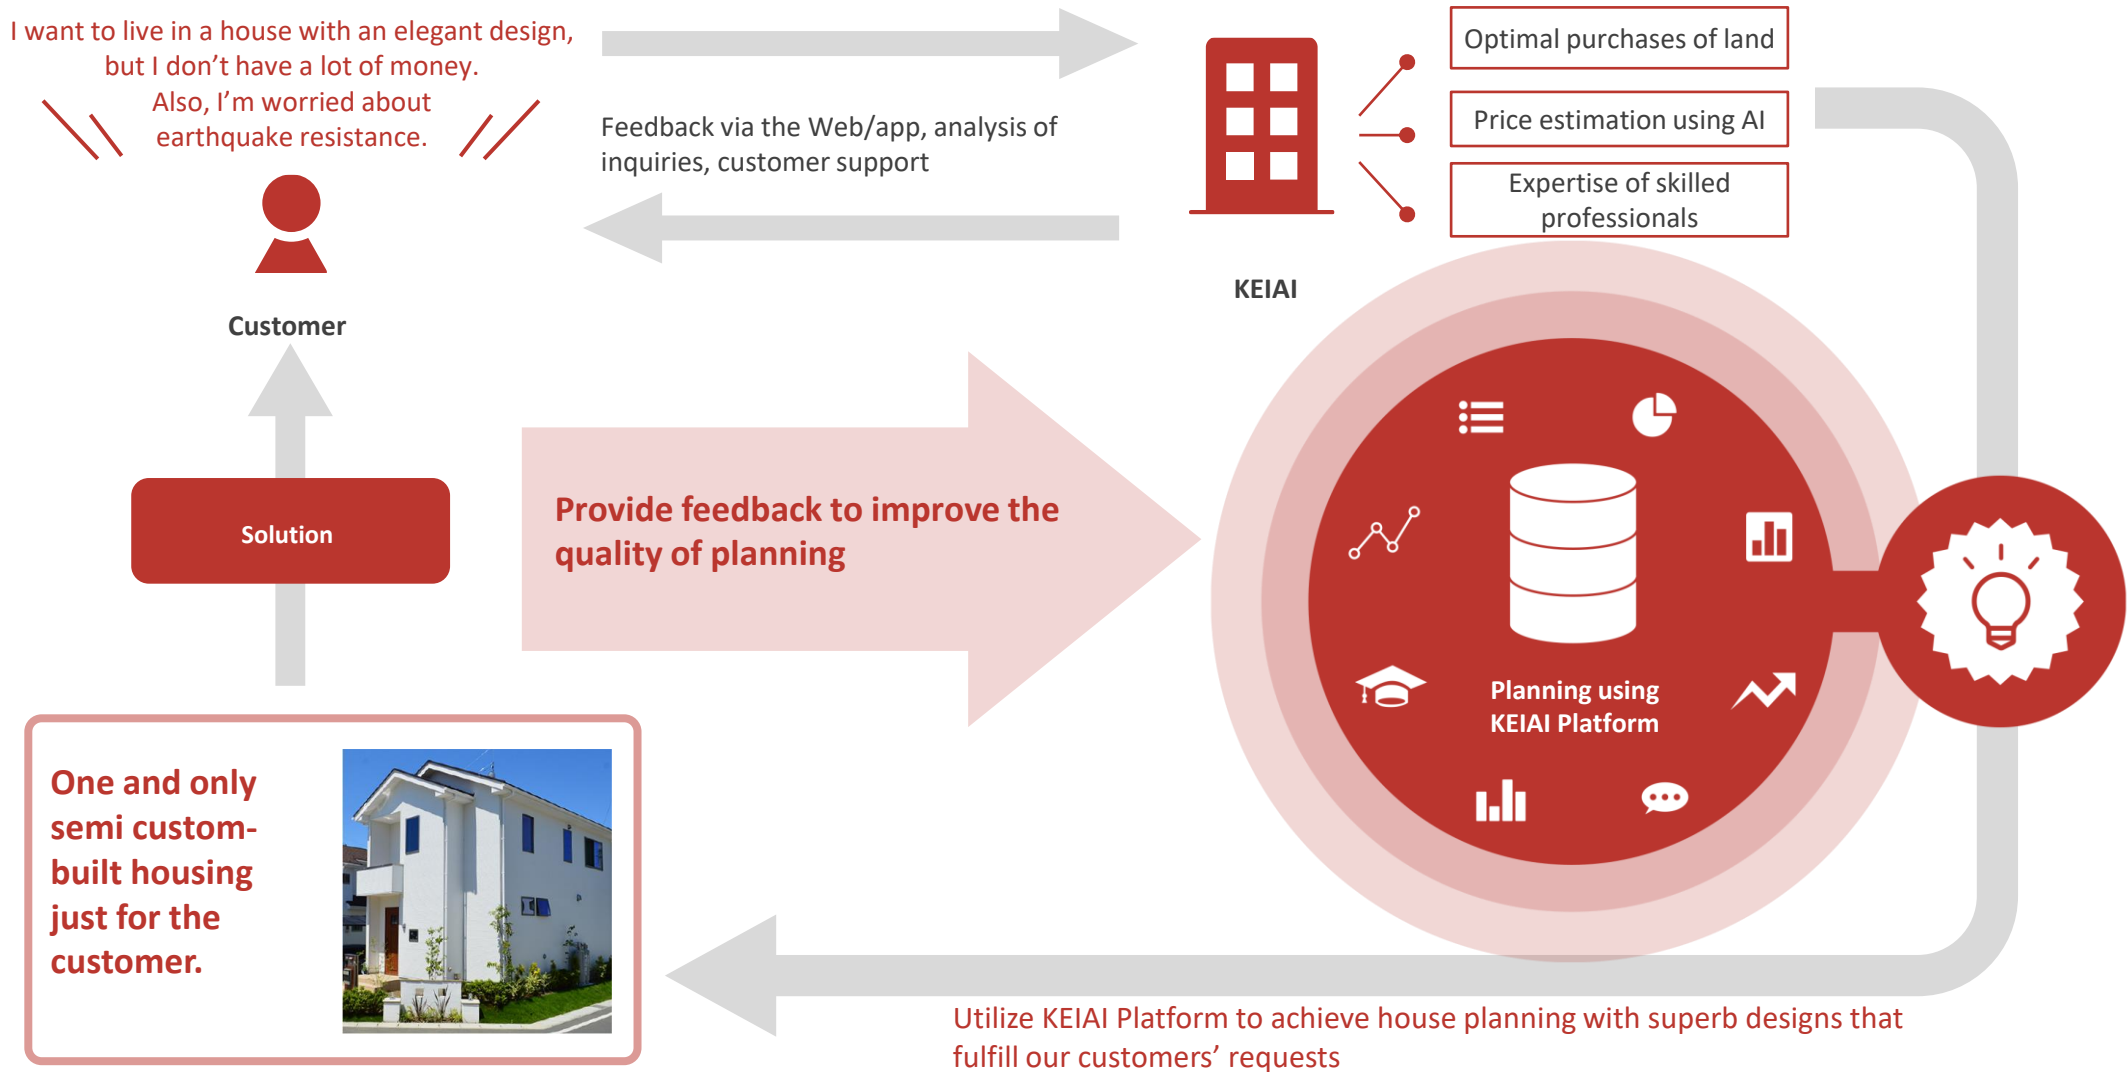 I want to live in a house with an elegant design,
but I don’t have a lot of money.
Also, I’m worried about
earthquake resistance.
Customer
Feedback via the Web/app, analysis of
inquiries, customer support
KEIAI
Optimal purchases of land
Price estimation using AI
Expertise of skilled
professionals
Solution
Provide feedback to improve the
quality of planning
Planning using
KEIAI Platform
One and only
semi custom-
built housing
just for the
customer.
Utilize KEIAI Platform to achieve house planning with superb designs that
fulfill our customers’ requests